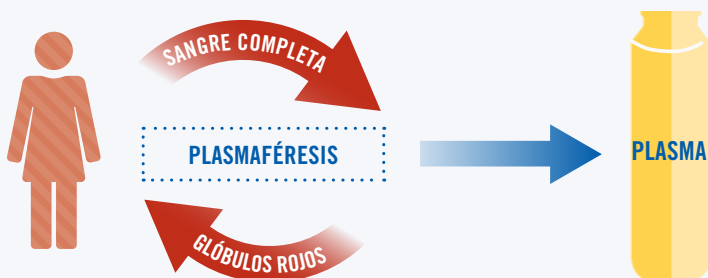 SANGRE COMPLETA
PLASMAFÉRESIS
PLASMA
GLÓBULOS ROJOS